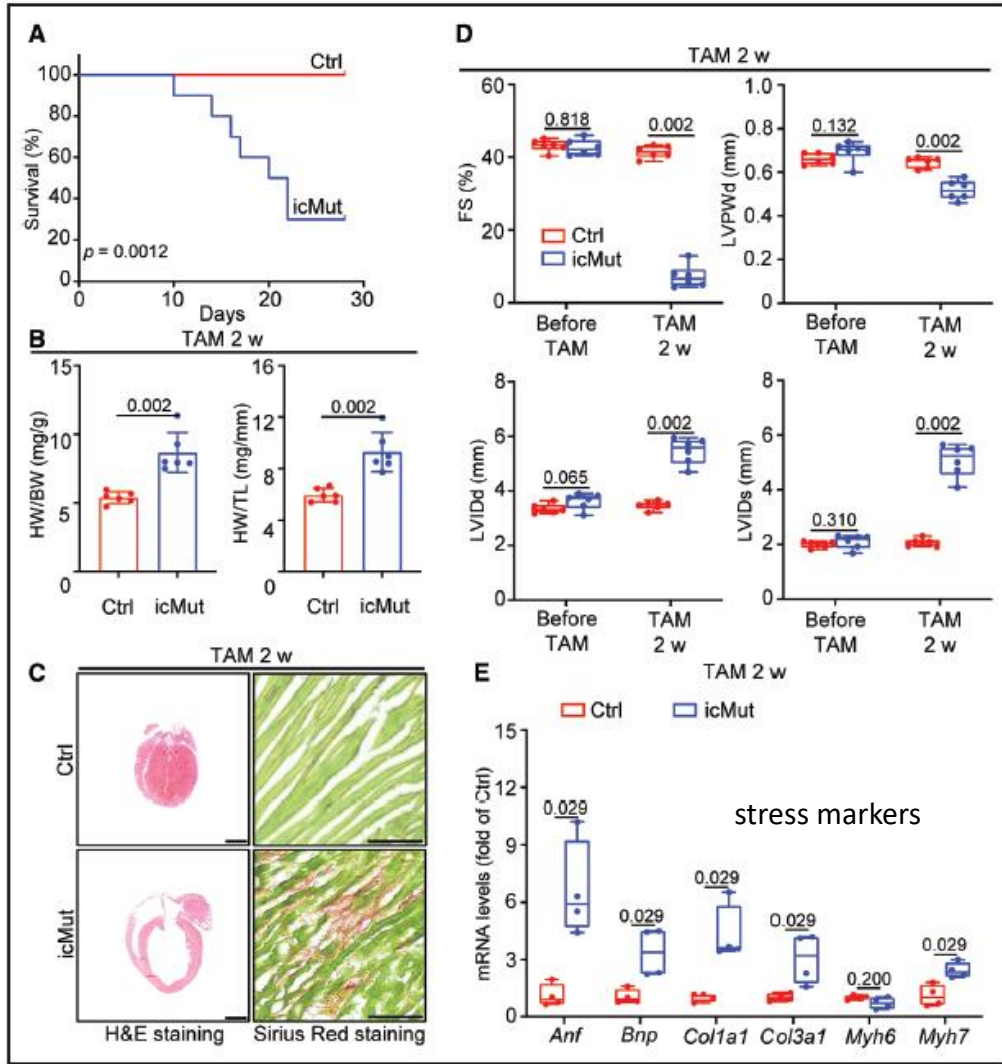 A
Ctrl
100
80
60
40
20
0
Survival (%)
icMut
p = 0.0012
0
10
20
30
Days
B
TAM 2 w
15
10
5
0
HW/BW (mg/g)
0.002
Ctrl
icMut
16
12
8
4
0
HW/TL (mg/mm)
0.002
Ctrl
icMut
C
TAM 2 w
Ctrl
icMut
H&E staining
Sirius Red staining
D
TAM 2 w
60
40
20
0
FS (%)
0.818
0.002
Ctrl
icMut
Before
TAM
TAM
2 w
1.0
0.8
0.6
0.4
0.2
0.0
LVPWd (mm)
0.132
0.002
Before
TAM
TAM
2 w
8
6
4
2
0
LVIDd (mm)
0.065
0.002
Before
TAM
TAM
2 w
8
6
4
2
0
LVIDs (mm)
0.310
0.002
Before
TAM
TAM
2 w
E
TAM 2 w
Ctrl
icMut
15
12
9
6
3
0
mRNA levels (fold of Ctrl)
stress markers
0.029
0.029
0.029
0.029
0.200
0.029
Anf
Bnp
Col1a1
Col3a1
Myh6
Myh7